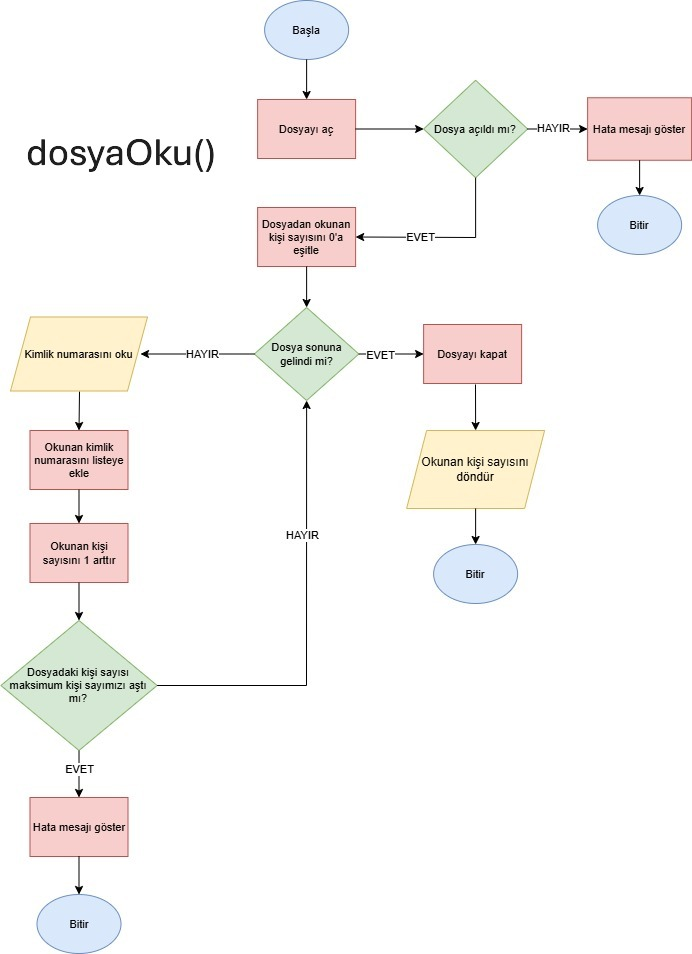 Başla
Dosyayı aç
Dosya açıldı mı?
HAYIR
Hata mesajı göster
dosyaOku()
Bitir
Dosyadan okunan
kişi sayısını 0'a
eşitle
EVET
Dosya sonuna
gelindi mi?
HAYIR
Kimlik numarasını oku
EVET
Dosyayı kapat
Okunan kimlik
numarasını listeye
ekle
Okunan kişi sayısını
döndür
Okunan kişi
sayısını 1 arttır
HAYIR
Bitir
Dosyadaki kişi sayısı
maksimum kişi sayımızı aştı
mı?
EVET
Hata mesajı göster
Bitir